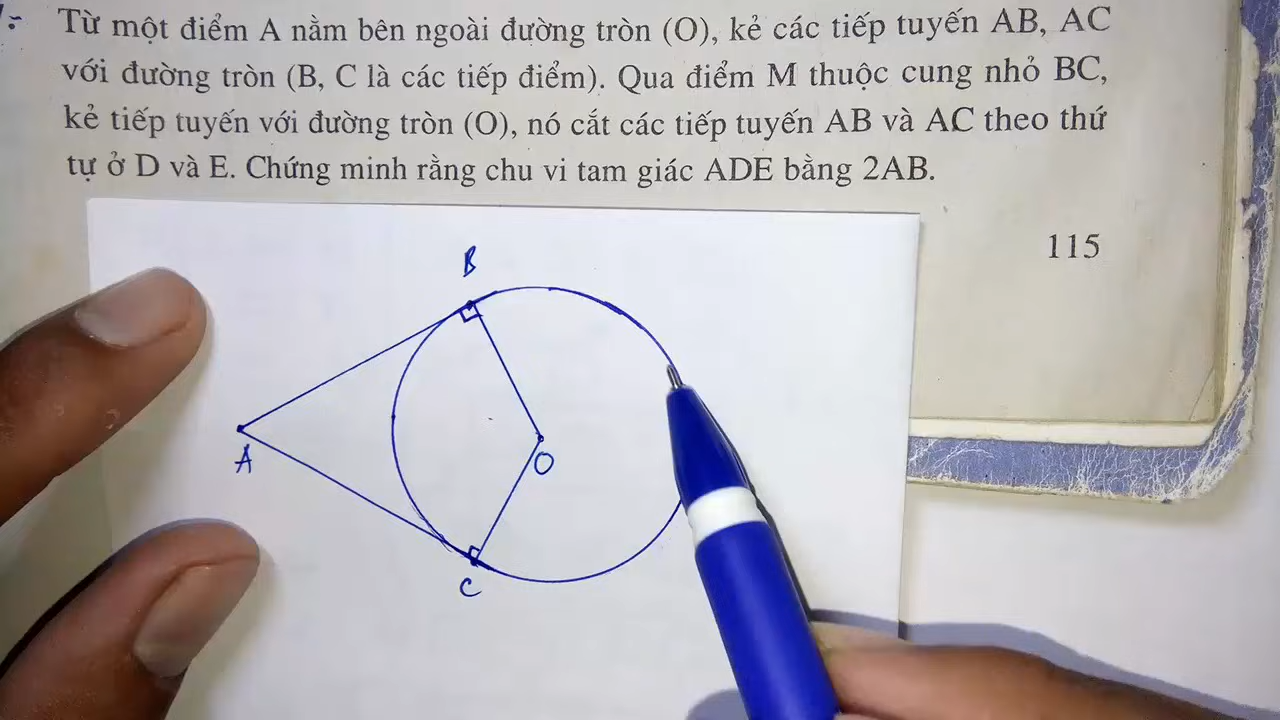 Từ một điểm A nằm bên ngoài đường tròn (O), kẻ các tiếp tuyến AB, AC
với đường tròn (B, C là các tiếp điểm). Qua điểm M thuộc cung nhỏ BC,
kẻ tiếp tuyến với đường tròn (O), nó cắt các tiếp tuyến AB và AC theo thứ
tự ở D và E. Chứng minh rằng chu vi tam giác ADE bằng 2AB.
115
B
A
O
C